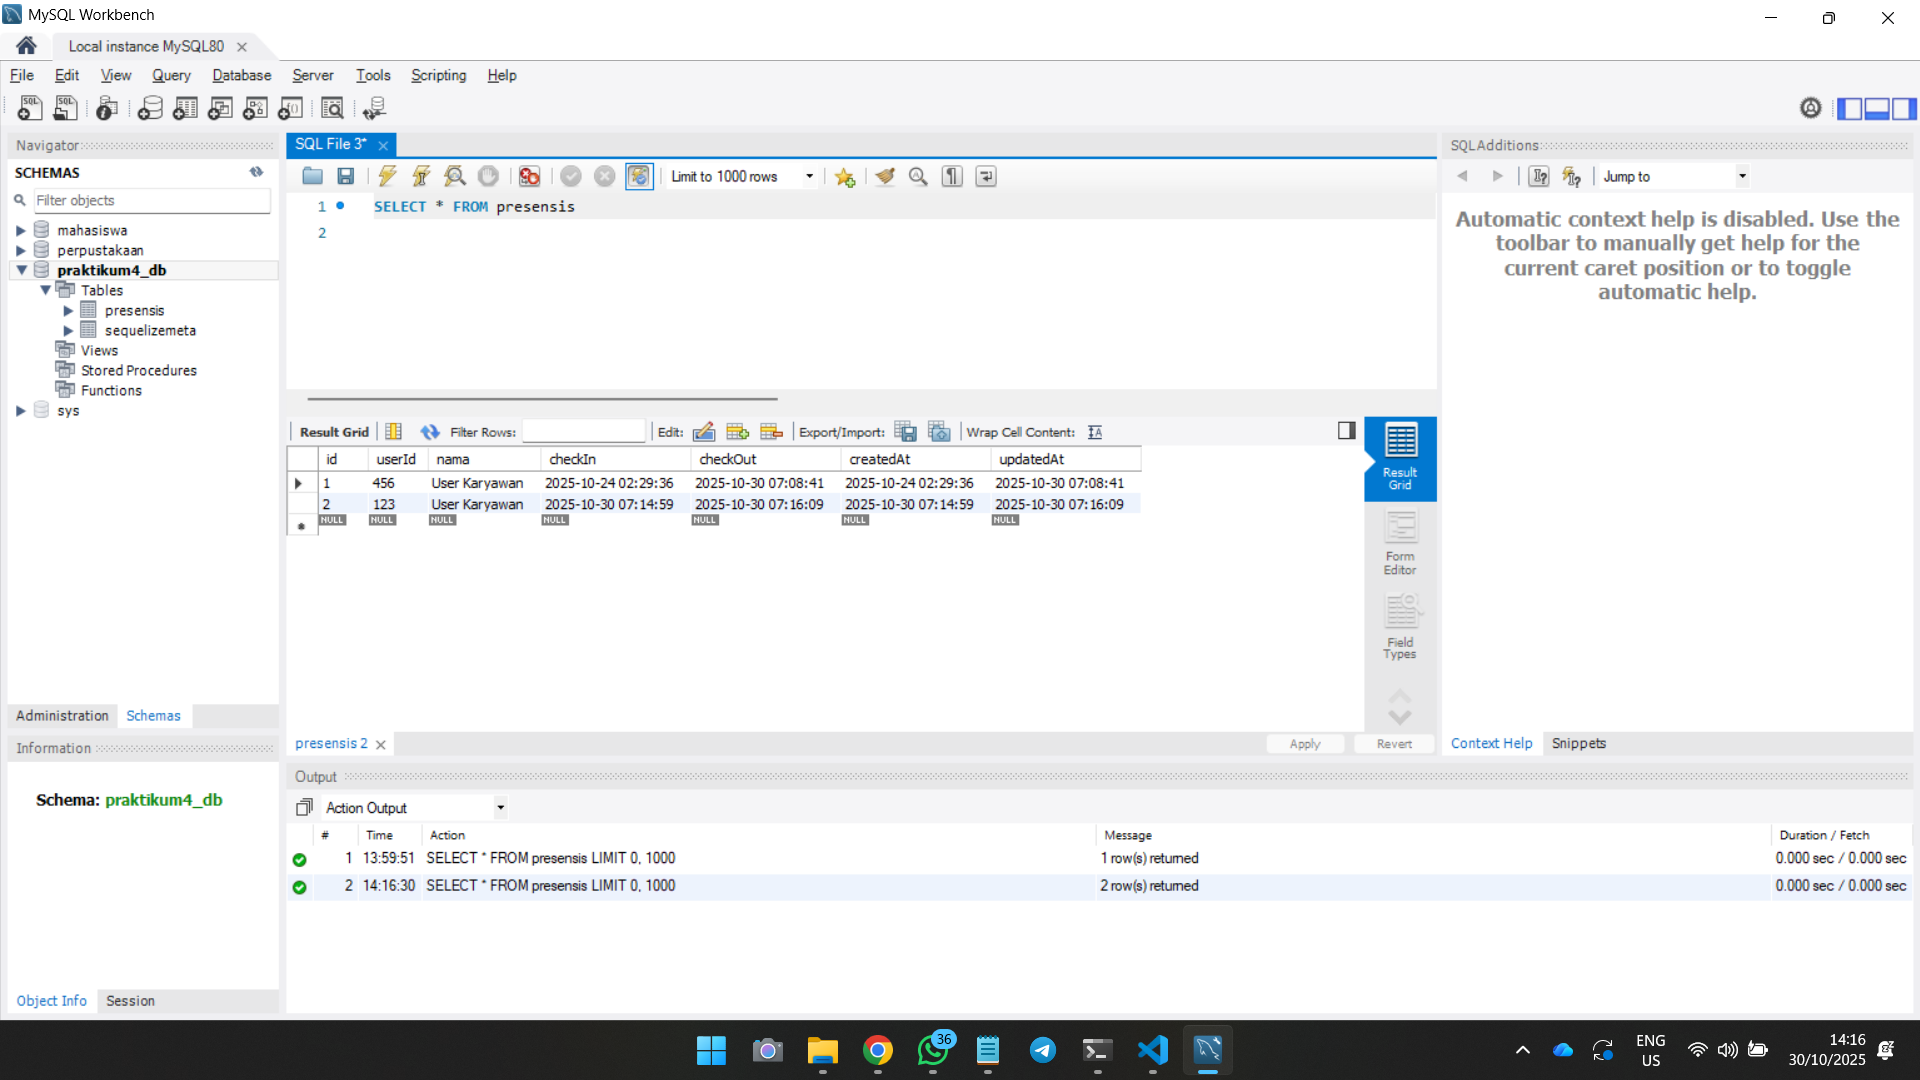 MySQL Workbench
Local instance MySQL80
File Edit View Query Database Server Tools Scripting Help
Navigator
SCHEMAS
Filter objects
mahasiswa
perpustakaan
praktikum4_db
Tables
presensis
sequelizemeta
Views
Stored Procedures
Functions
sys
Administration Schemas
Information
Schema: praktikum4_db
Object Info Session
SQL File 3*
Limit to 1000 rows
1 SELECT * FROM presensis
2
Result Grid Filter Rows: Edit: Export/Import: Wrap Cell Content:
id userId nama checkIn checkOut createdAt updatedAt
1 456 User Karyawan 2025-10-24 02:29:36 2025-10-30 07:08:41 2025-10-24 02:29:36 2025-10-30 07:08:41
2 123 User Karyawan 2025-10-30 07:14:59 2025-10-30 07:16:09 2025-10-30 07:14:59 2025-10-30 07:16:09
NULL NULL NULL NULL NULL NULL NULL
Result
Grid
Form
Editor
Field
Types
presensis 2
Apply Revert
SQLAdditions
Jump to
Automatic context help is disabled. Use the
toolbar to manually get help for the
current caret position or to toggle
automatic help.
Context Help Snippets
Output
Action Output
# Time Action Message Duration / Fetch
1 13:59:51 SELECT * FROM presensis LIMIT 0, 1000 1 row(s) returned 0.000 sec / 0.000 sec
2 14:16:30 SELECT * FROM presensis LIMIT 0, 1000 2 row(s) returned 0.000 sec / 0.000 sec
36
ENG
US
14:16
30/10/2025